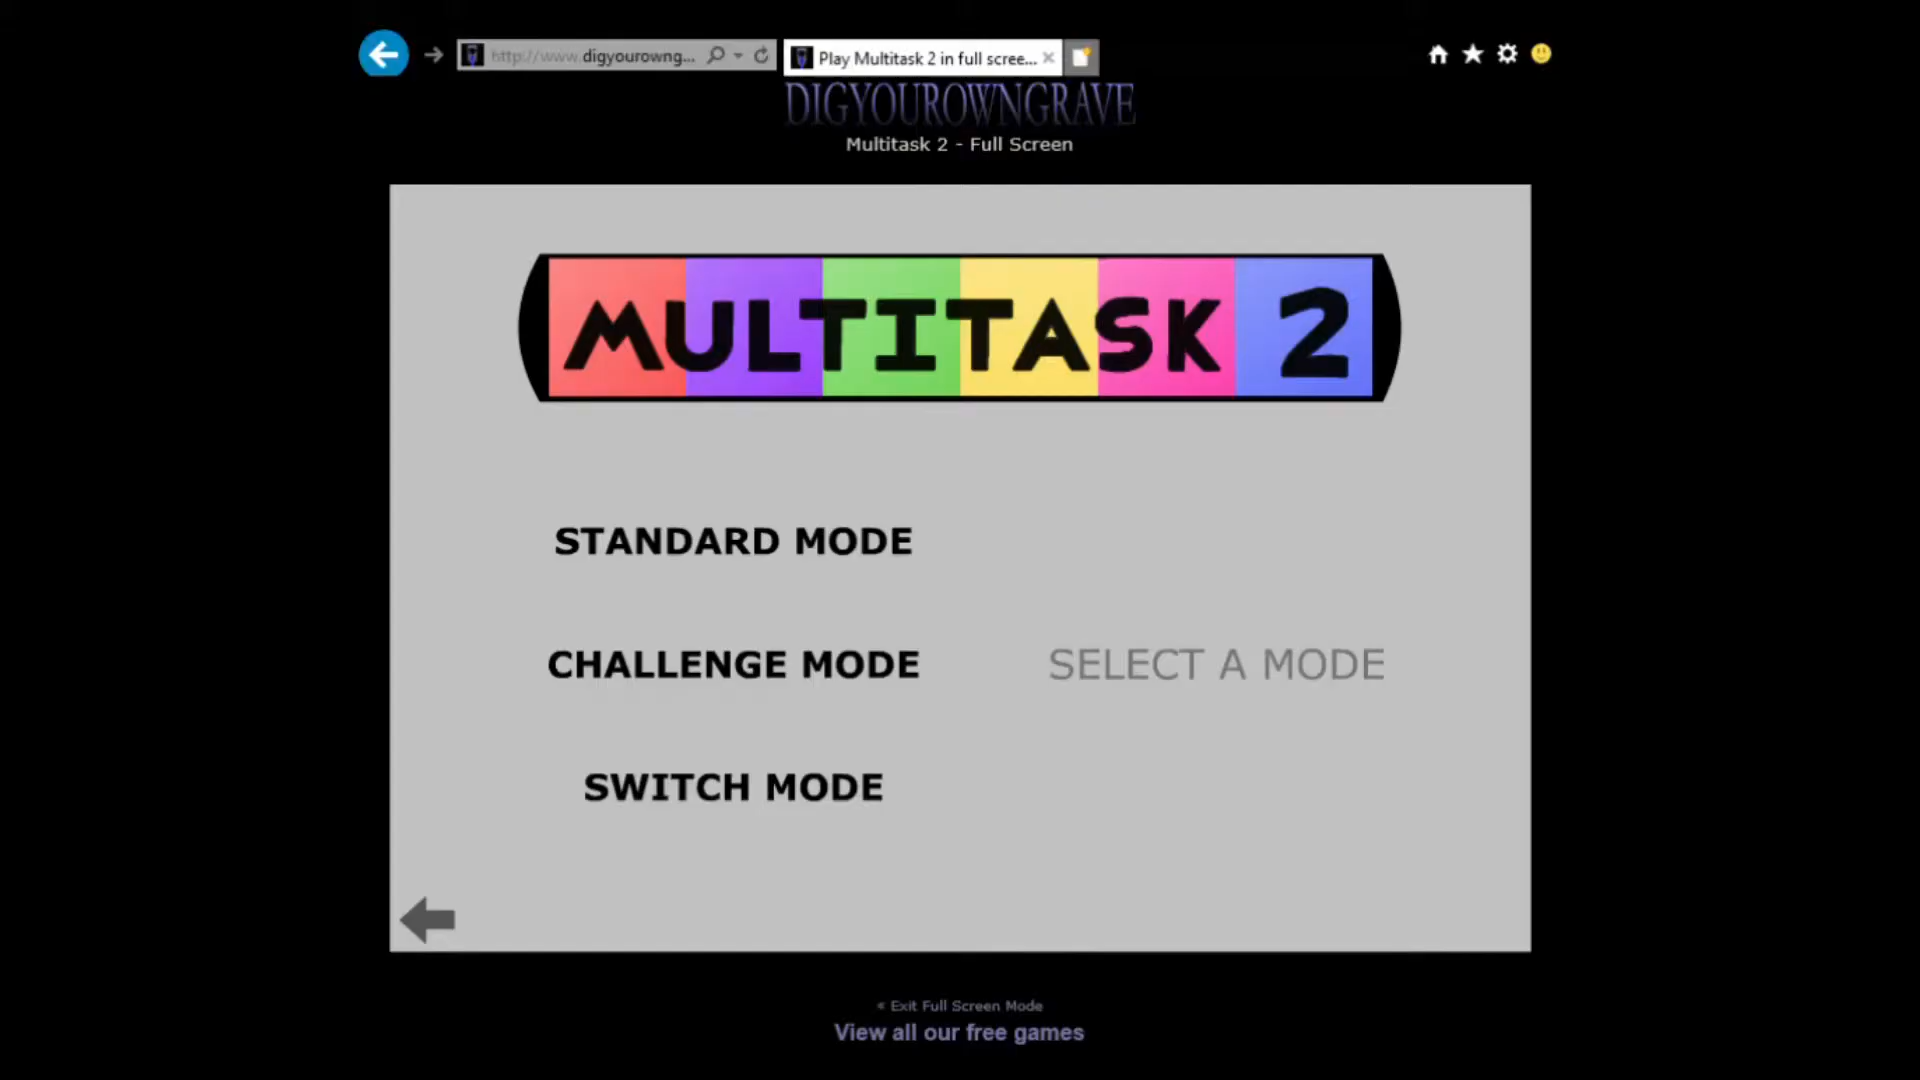 http://www.digyourowng...
Play Multitask 2 in full scree...
DIGYOUROWNGRAVE
Multitask 2 - Full Screen
MULTITASK 2
STANDARD MODE
CHALLENGE MODE
SELECT A MODE
SWITCH MODE
« Exit Full Screen Mode
View all our free games